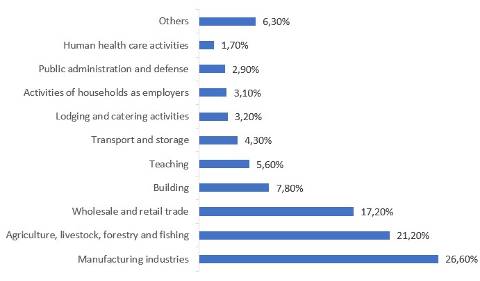 Others 6,30%
Human health care activities 1,70%
Public administration and defense 2,90%
Activities of households as employers 3,10%
Lodging and catering activities 3,20%
Transport and storage 4,30%
Teaching 5,60%
Building 7,80%
Wholesale and retail trade 17,20%
Agriculture, livestock, forestry and fishing 21,20%
Manufacturing industries 26,60%